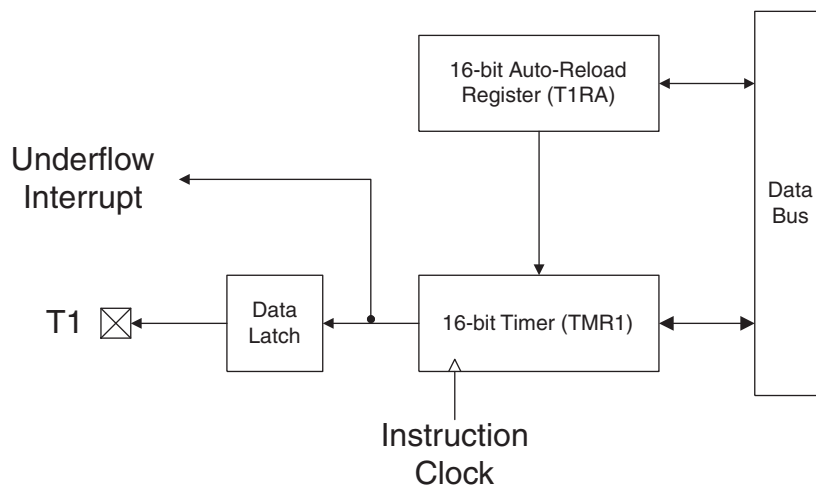 16-bit Auto-Reload
Register (T1RA)
Underflow
Interrupt
Data
Bus
T1
Data
Latch
16-bit Timer (TMR1)
Instruction
Clock